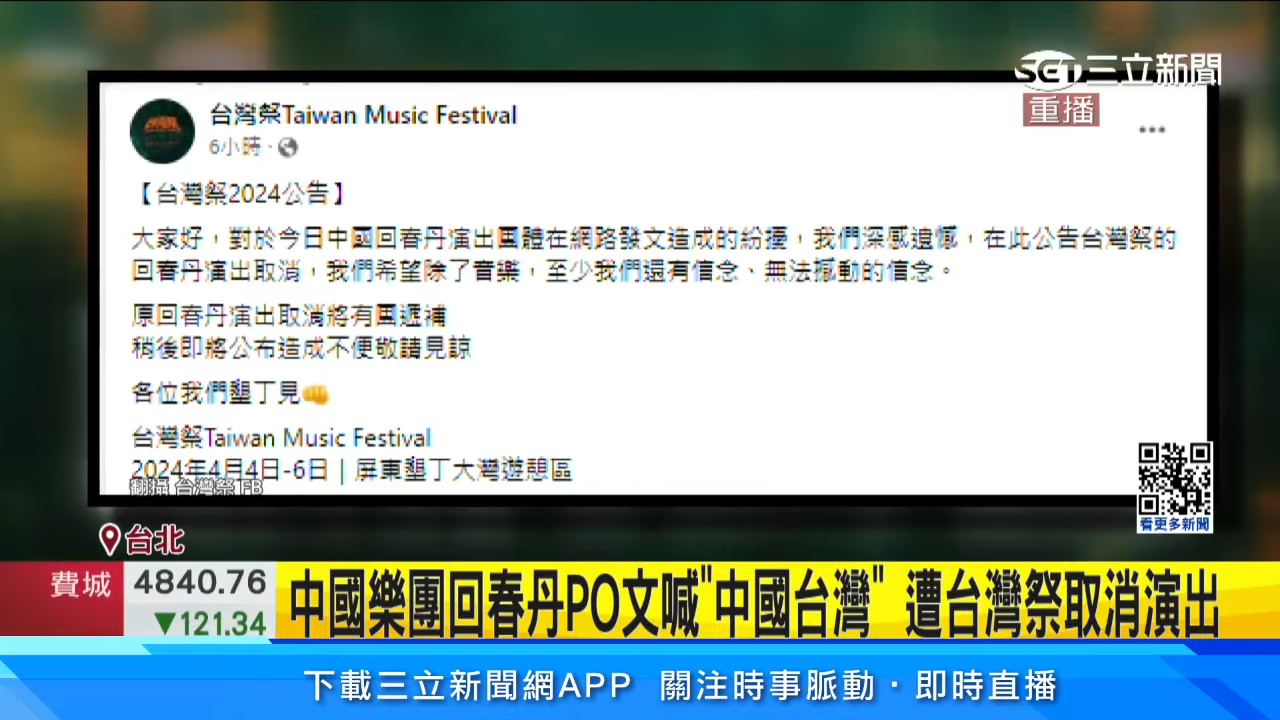 SET三立新聞
重播
台灣祭Taiwan Music Festival
6小時 ·
【台灣祭2024公告】
大家好，對於今日中國回春丹演出團體在網路發文造成的紛擾，我們深感遺憾，在此公告台灣祭的
回春丹演出取消，我們希望除了音樂，至少我們還有信念、無法撼動的信念。
原回春丹演出取消將有團遞補
稍後即將公布造成不便敬請見諒
各位我們墾丁見👊
台灣祭Taiwan Music Festival
2024年4月4日-6日｜屏東墾丁大灣遊憩區
翻攝 台灣祭 FB
看更多新聞
台北
費城
4840.76
▼121.34
中國樂團回春丹PO文喊"中國台灣" 遭台灣祭取消演出
下載三立新聞網APP 關注時事脈動·即時直播